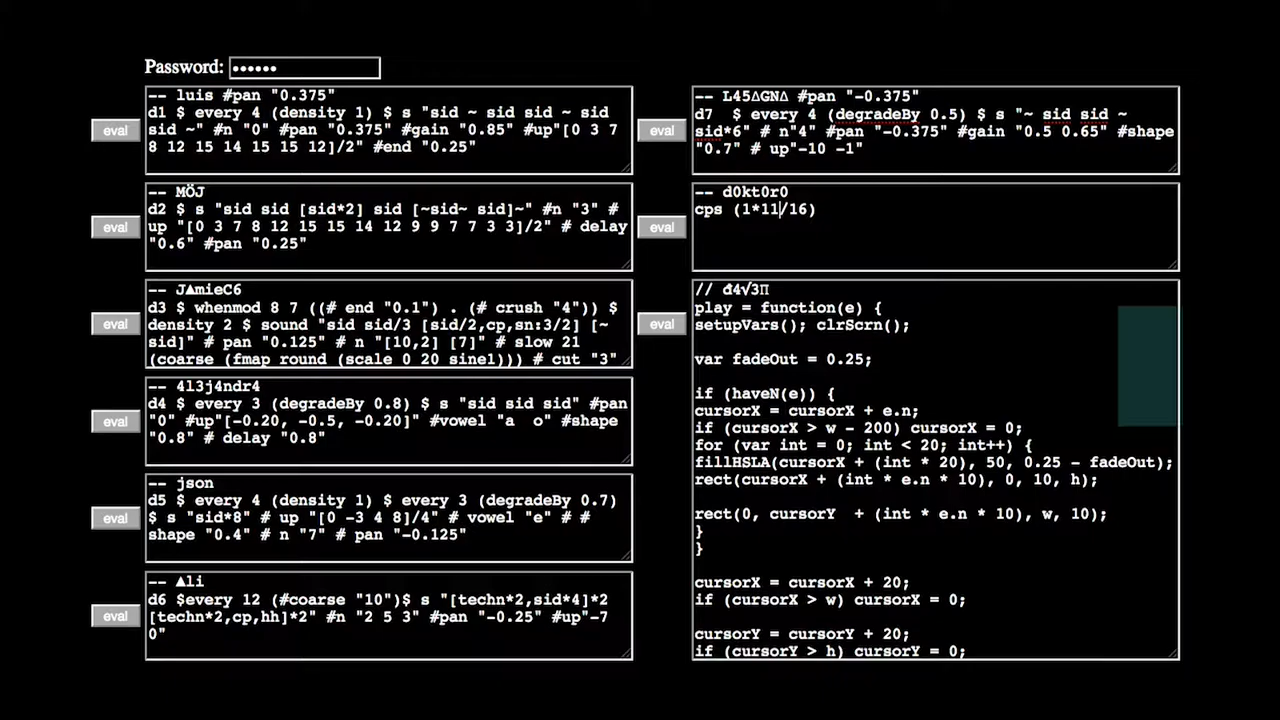 Password: ••••••
eval
-- luis #pan "0.375"
d1 $ every 4 (density 1) $ s "sid ~ sid sid ~ sid
sid ~" #n "0" #pan "0.375" #gain "0.85" #up"[0 3 7
8 12 15 14 15 15 12]/2" #end "0.25"
eval
-- MÖJ
d2 $ s "sid sid [sid*2] sid [~sid~ sid]~" #n "3" #
up "[0 3 7 8 12 15 15 14 12 9 9 7 7 3 3]/2" # delay
"0.6" #pan "0.25"
eval
-- J▲mieC6
d3 $ whenmod 8 7 ((# end "0.1") . (# crush "4")) $
density 2 $ sound "sid sid/3 [sid/2,cp,sn:3/2] [~
sid]" # pan "0.125" # n "[10,2] [7]" # slow 21
(coarse (fmap round (scale 0 20 sine1))) # cut "3"
eval
-- 4l3j4ndr4
d4 $ every 3 (degradeBy 0.8) $ s "sid sid sid" #pan
"0" #up"[-0.20, -0.5, -0.20]" #vowel "a  o" #shape
"0.8" # delay "0.8"
eval
-- json
d5 $ every 4 (density 1) $ every 3 (degradeBy 0.7)
$ s "sid*8" # up "[0 -3 4 8]/4" # vowel "e" # #
shape "0.4" # n "7" # pan "-0.125"
eval
-- ▲li
d6 $every 12 (#coarse "10")$ s "[techn*2,sid*4]*2
[techn*2,cp,hh]*2" #n "2 5 3" #pan "-0.25" #up"-7
0"
eval
-- L45∆GN∆ #pan "-0.375"
d7  $ every 4 (degradeBy 0.5) $ s "~ sid sid ~
sid*6" # n"4" #pan "-0.375" #gain "0.5 0.65" #shape
"0.7" # up"-10 -1"
eval
-- d0kt0r0
cps (1*11/16)
eval
// đ4√3Π
play = function(e) {
setupVars(); clrScrn();
var fadeOut = 0.25;
if (haveN(e)) {
cursorX = cursorX + e.n;
if (cursorX > w - 200) cursorX = 0;
for (var int = 0; int < 20; int++) {
fillHSLA(cursorX + (int * 20), 50, 0.25 - fadeOut);
rect(cursorX + (int * e.n * 10), 0, 10, h);
rect(0, cursorY  + (int * e.n * 10), w, 10);
}
}
cursorX = cursorX + 20;
if (cursorX > w) cursorX = 0;
cursorY = cursorY + 20;
if (cursorY > h) cursorY = 0;